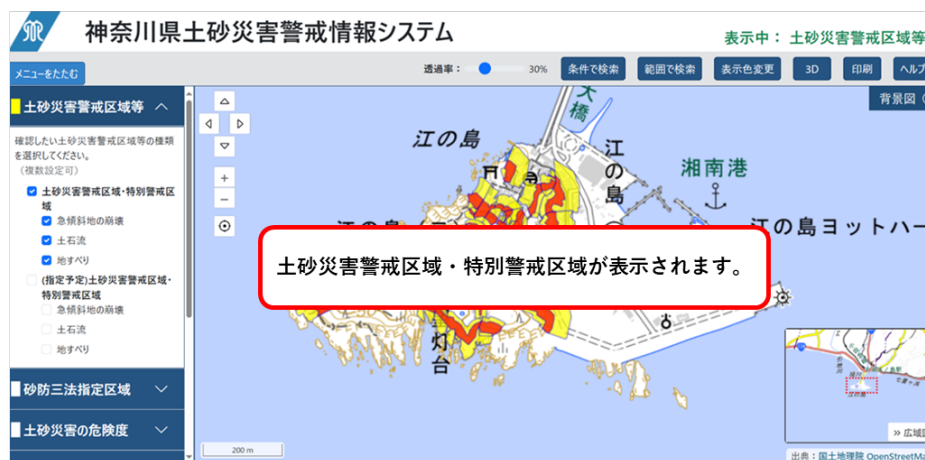 神奈川県土砂災害警戒情報システム
表示中： 土砂災害警戒区域等
メニューをたたむ
透過率：
30%
条件で検索
範囲で検索
表示色変更
3D
印刷
ヘルプ
土砂災害警戒区域等
確認したい土砂災害警戒区域等の種類
を選択してください。
（複数設定可）
土砂災害警戒区域・特別警戒区
域
急傾斜地の崩壊
土石流
地すべり
(指定予定)土砂災害警戒区域・
特別警戒区域
急傾斜地の崩壊
土石流
地すべり
砂防三法指定区域
土砂災害の危険度
背景図（
大橋
江の島
江の島
湘南港
江の島ヨットハー
土砂災害警戒区域・特別警戒区域が表示されます。
灯台
200 m
江の島
» 広域図
出典：国土地理院 OpenStreetMa